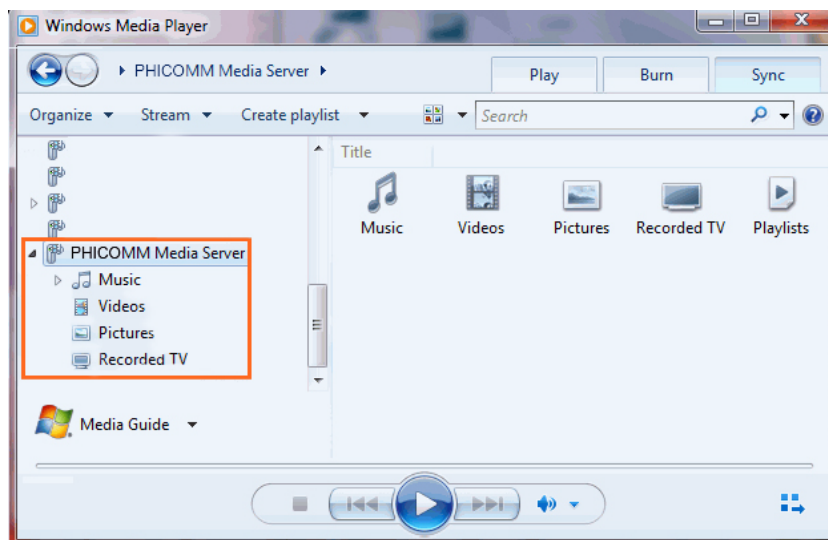 Windows Media Player
PHICOMM Media Server
Play
Burn
Sync
Organize
Stream
Create playlist
Search
Title
Music
Videos
Pictures
Recorded TV
Playlists
PHICOMM Media Server
Music
Videos
Pictures
Recorded TV
Media Guide